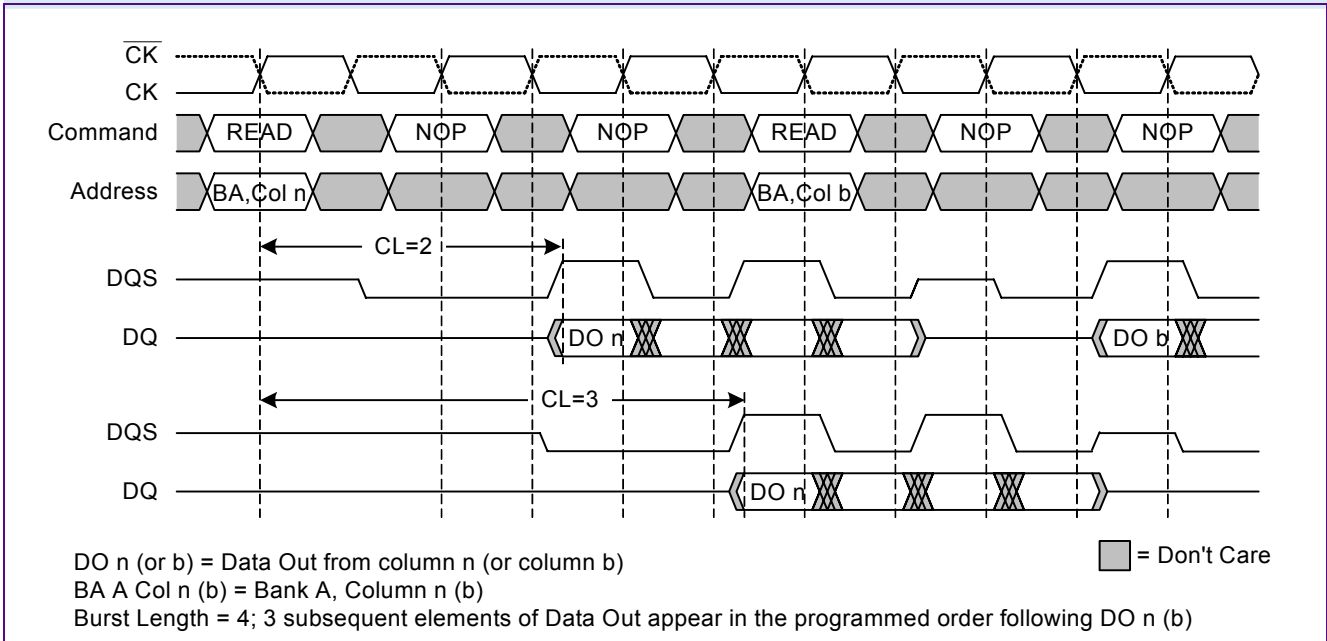 CK
CK
Command READ NOP NOP READ NOP NOP
Address BA,Col n BA,Col b
CL=2
DQS
DQ DO n DO b
CL=3
DQS
DQ DO n
DO n (or b) = Data Out from column n (or column b)
= Don't Care
BA A Col n (b) = Bank A, Column n (b)
Burst Length = 4; 3 subsequent elements of Data Out appear in the programmed order following DO n (b)